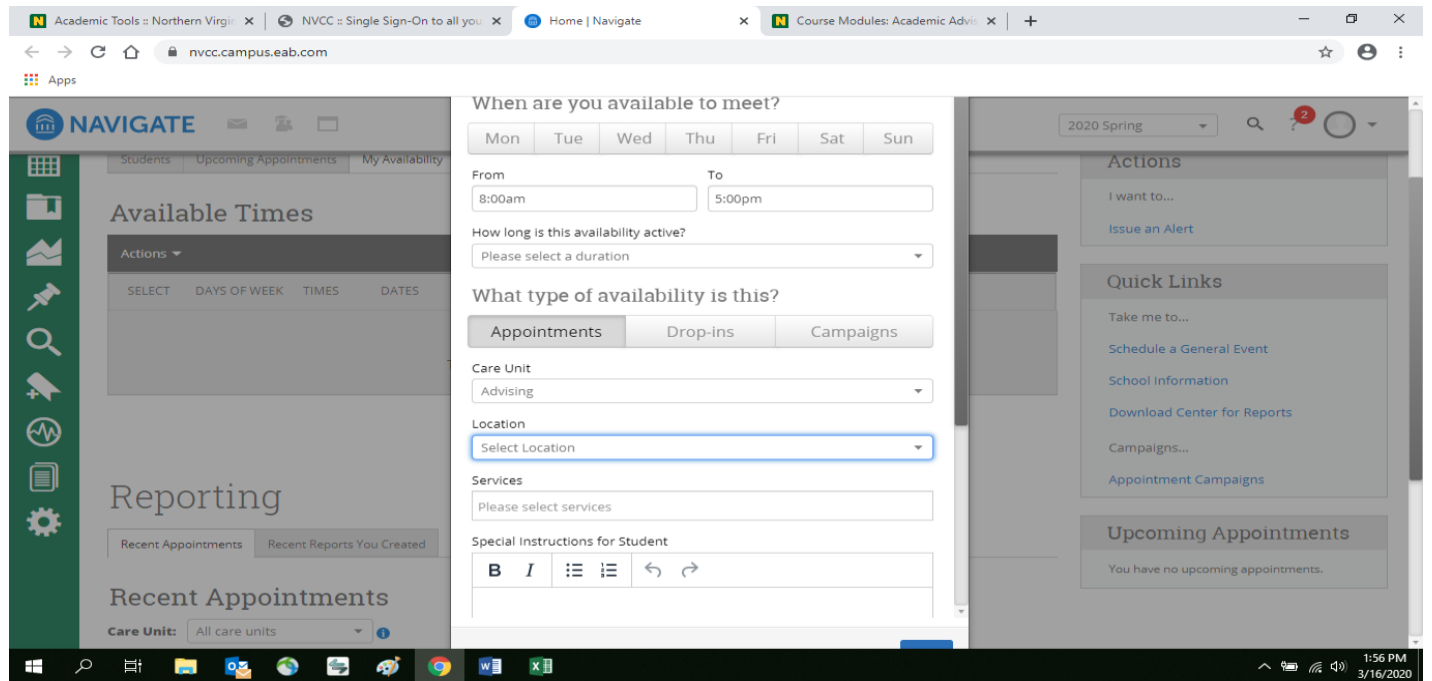 Academic Tools :: Northern Virgin
NVCC :: Single Sign-On to all you
Home | Navigate
Course Modules: Academic Advis
nvcc.campus.eab.com
Apps
NAVIGATE
2020 Spring
?
2
Students
Upcoming Appointments
My Availability
Available Times
Actions
SELECT DAYS OF WEEK TIMES DATES
Reporting
Recent Appointments
Recent Reports You Created
Recent Appointments
Care Unit: All care units
When are you available to meet?
Mon Tue Wed Thu Fri Sat Sun
From To
8:00am 5:00pm
How long is this availability active?
Please select a duration
What type of availability is this?
Appointments Drop-ins Campaigns
Care Unit
Advising
Location
Select Location
Services
Please select services
Special Instructions for Student
B I
Actions
I want to...
Issue an Alert
Quick Links
Take me to...
Schedule a General Event
School Information
Download Center for Reports
Campaigns...
Appointment Campaigns
Upcoming Appointments
You have no upcoming appointments.
1:56 PM
3/16/2020